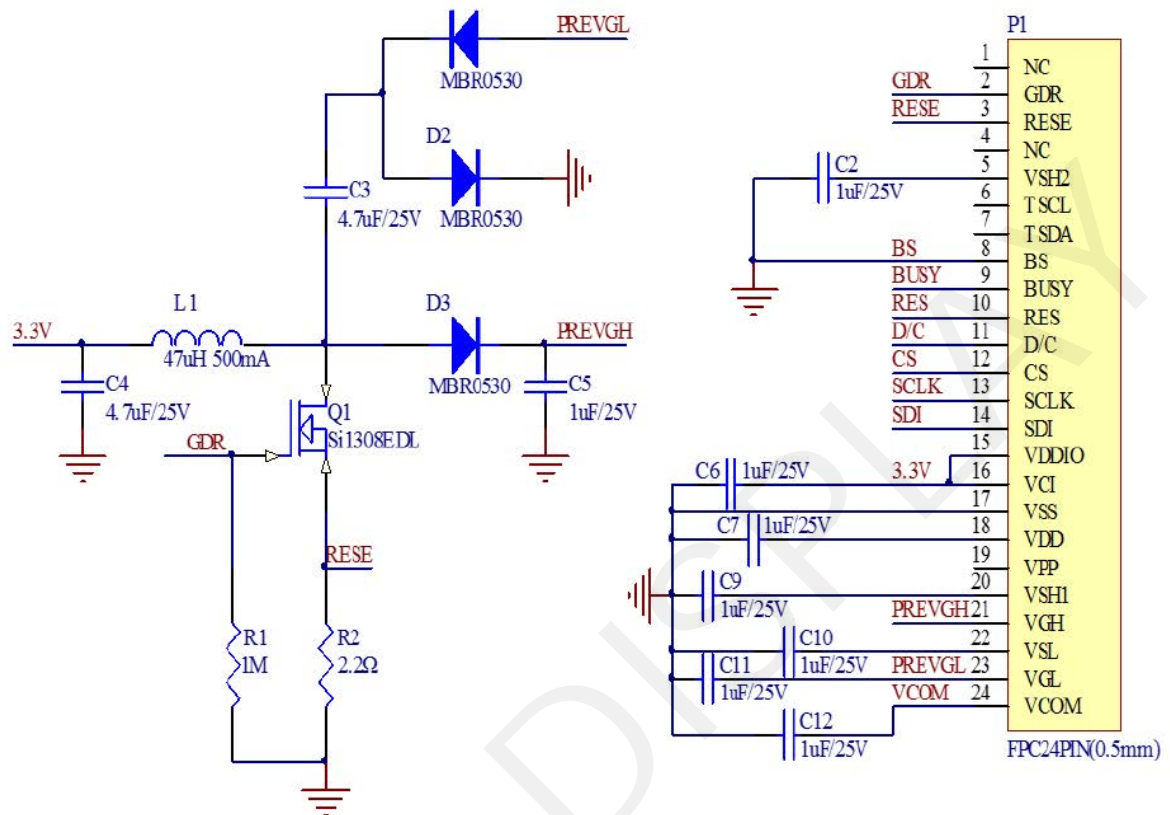 PREVGL
MBR0530
D2
MBR0530
C3
4.7uF/25V
3.3V
L1
47uH 500mA
D3
MBR0530
PREVGH
C4
4.7uF/25V
C5
1uF/25V
Q1
Si1308EDL
GDR
RESE
R1
1M
R2
2.2Ω
P1
1 NC
GDR 2 GDR
RESE 3 RESE
4 NC
C2
1uF/25V
5 VSH2
6 TSCL
7 TSDA
BS 8 BS
BUSY 9 BUSY
RES 10 RES
D/C 11 D/C
CS 12 CS
SCLK 13 SCLK
SDI 14 SDI
15 VDDIO
C6 1uF/25V 3.3V 16 VCI
17 VSS
C7 1uF/25V 18 VDD
19 VPP
C9
1uF/25V
20 VSH1
PREVGH 21 VGH
C10
1uF/25V
22 VSL
C11
1uF/25V
PREVGL 23 VGL
VCOM 24 VCOM
C12
1uF/25V
FPC24PIN(0.5mm)
DISPLAY